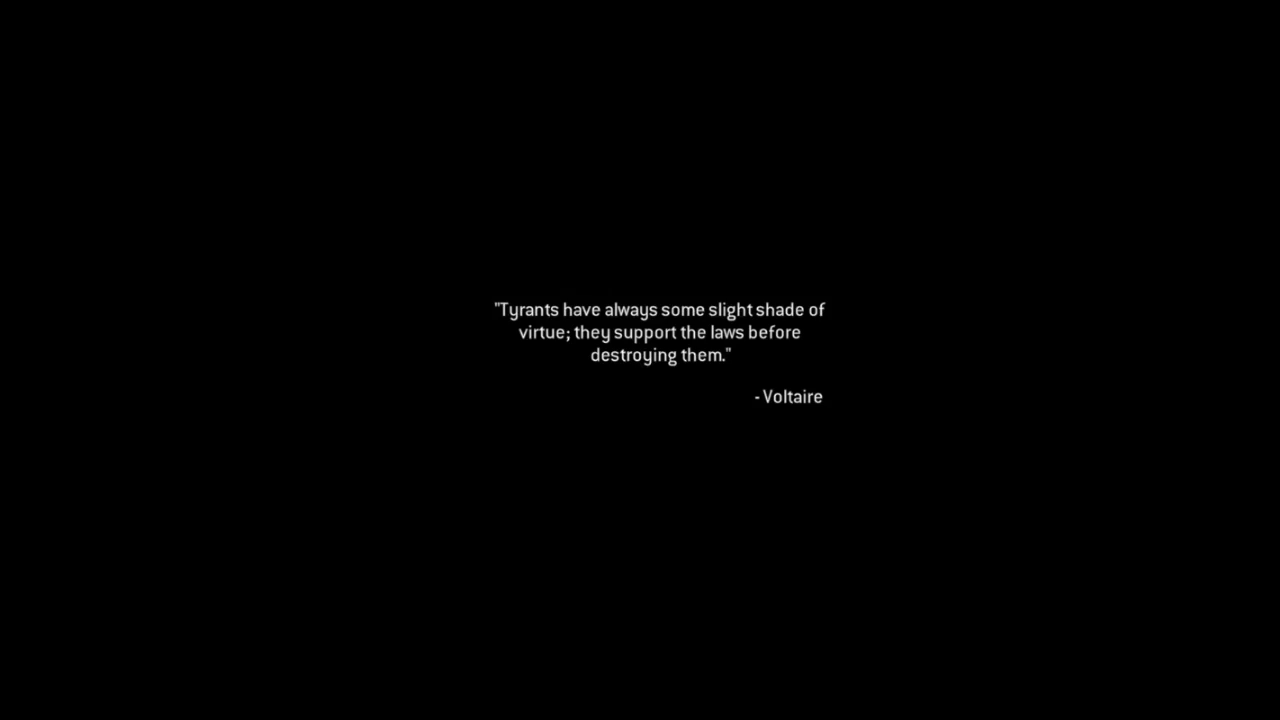 "Tyrants have always some slight shade of
virtue; they support the laws before
destroying them."
- Voltaire